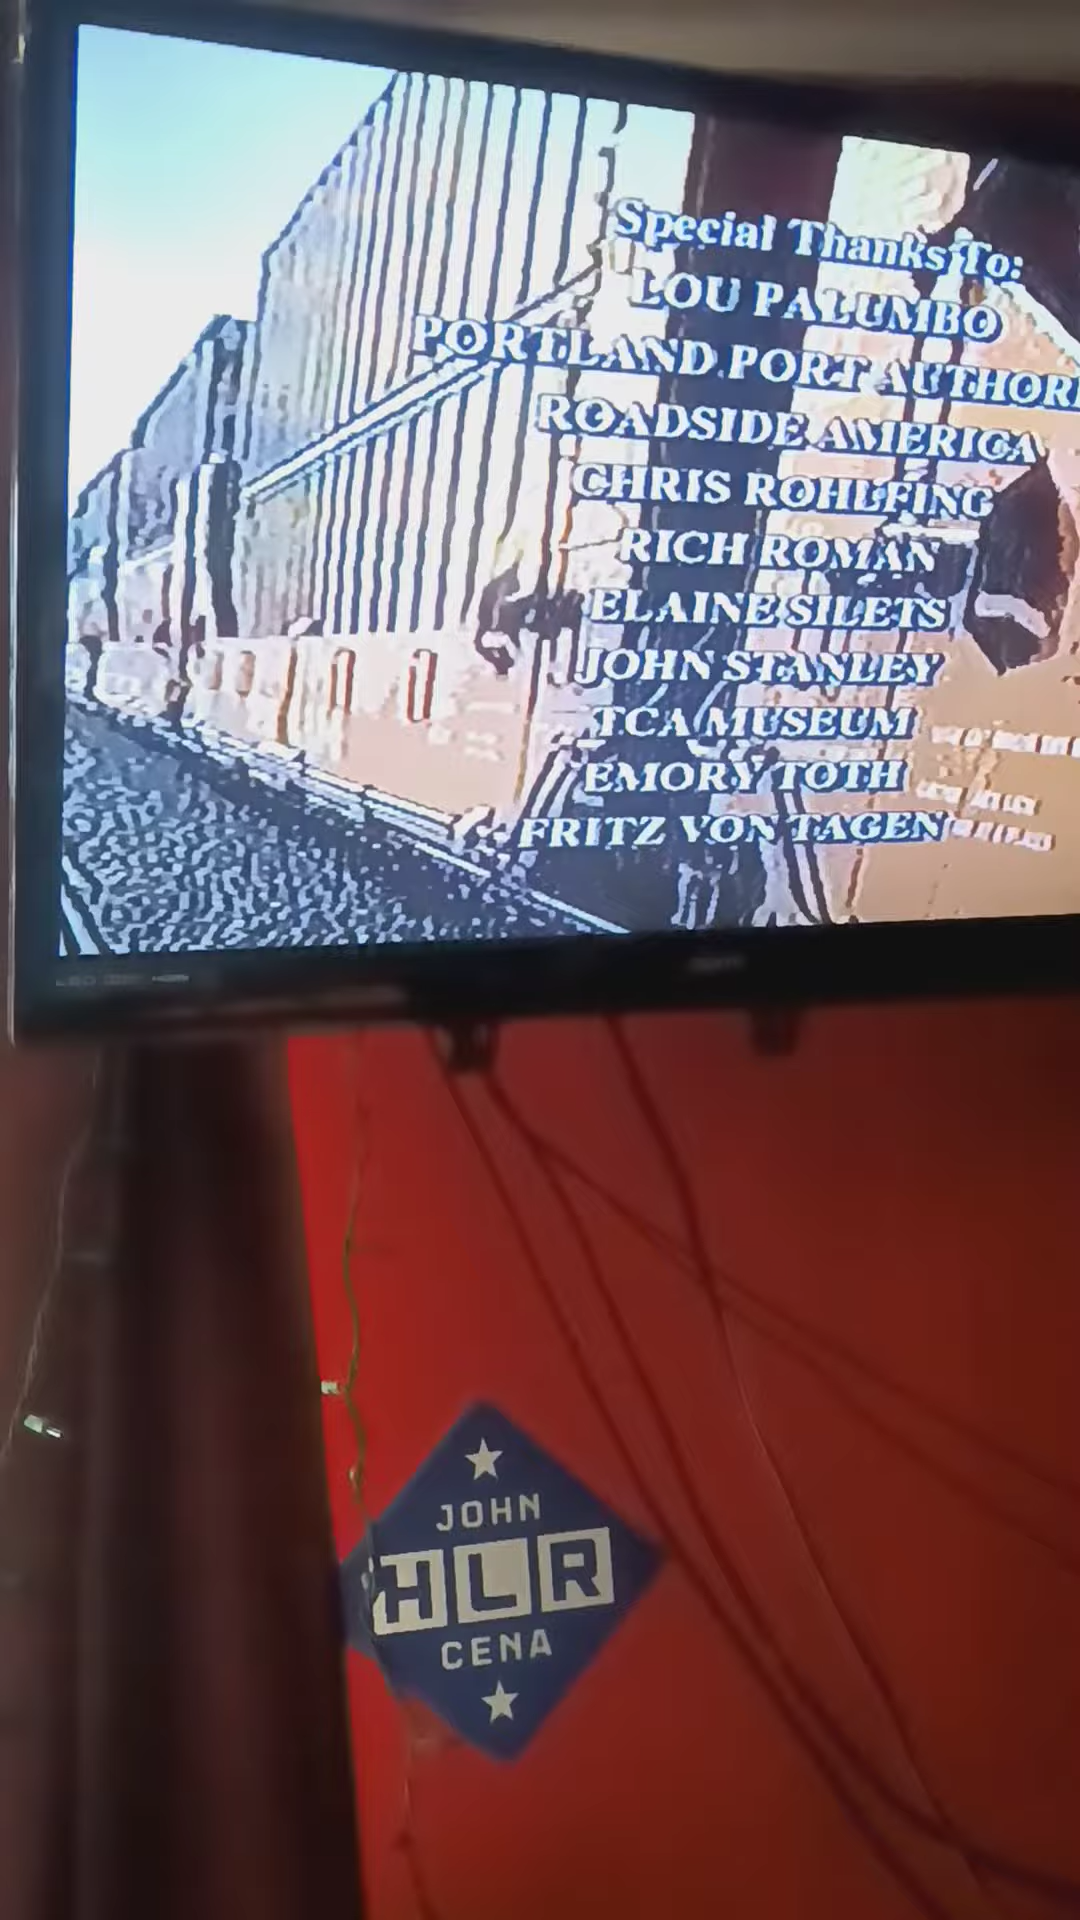 Special Thanks To:
LOU PALUMBO
PORTLAND PORT AUTHORI
ROADSIDE AMERICA
CHRIS ROHLFING
RICH ROMAN
ELAINE SILETS
JOHN STANLEY
TCA MUSEUM
EMORY TOTH
FRITZ VON TAGEN
JOHN
HLR
CENA